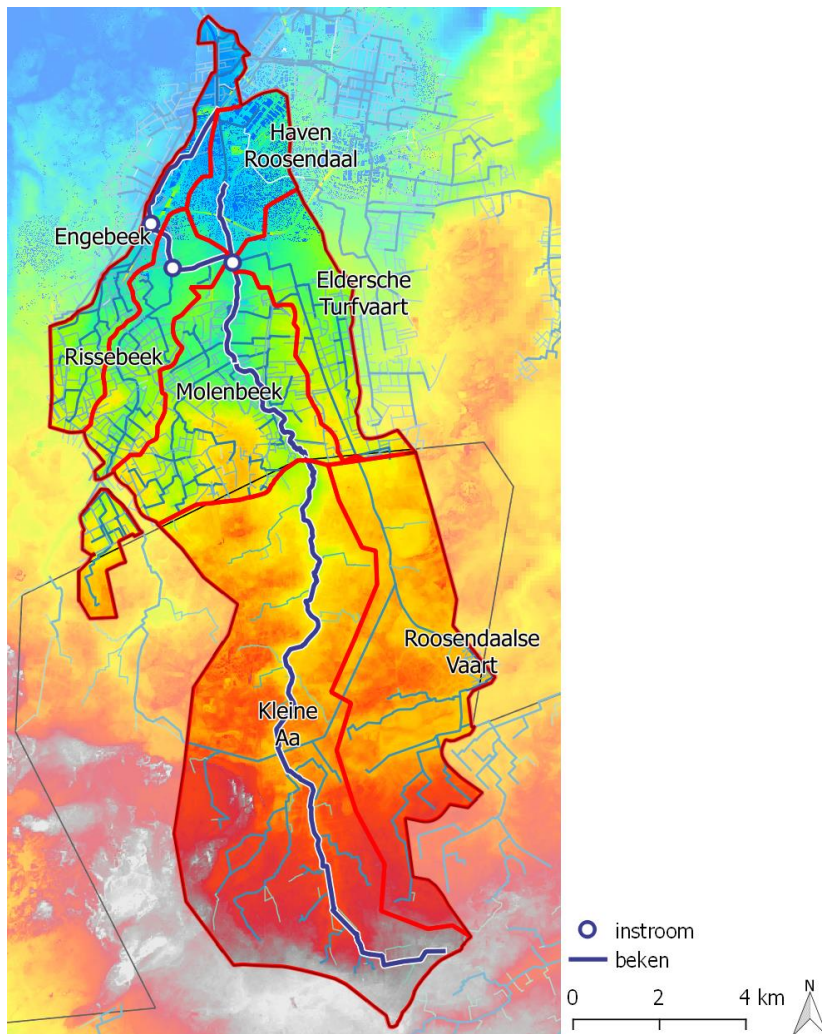 Haven
Roosendaal
Engebeek
Eldersche
Turfvaart
Rissebeek
Molenbeek
Roosendaalse
Vaart
Kleine
Aa
instroom
beken
0 2 4 km
N